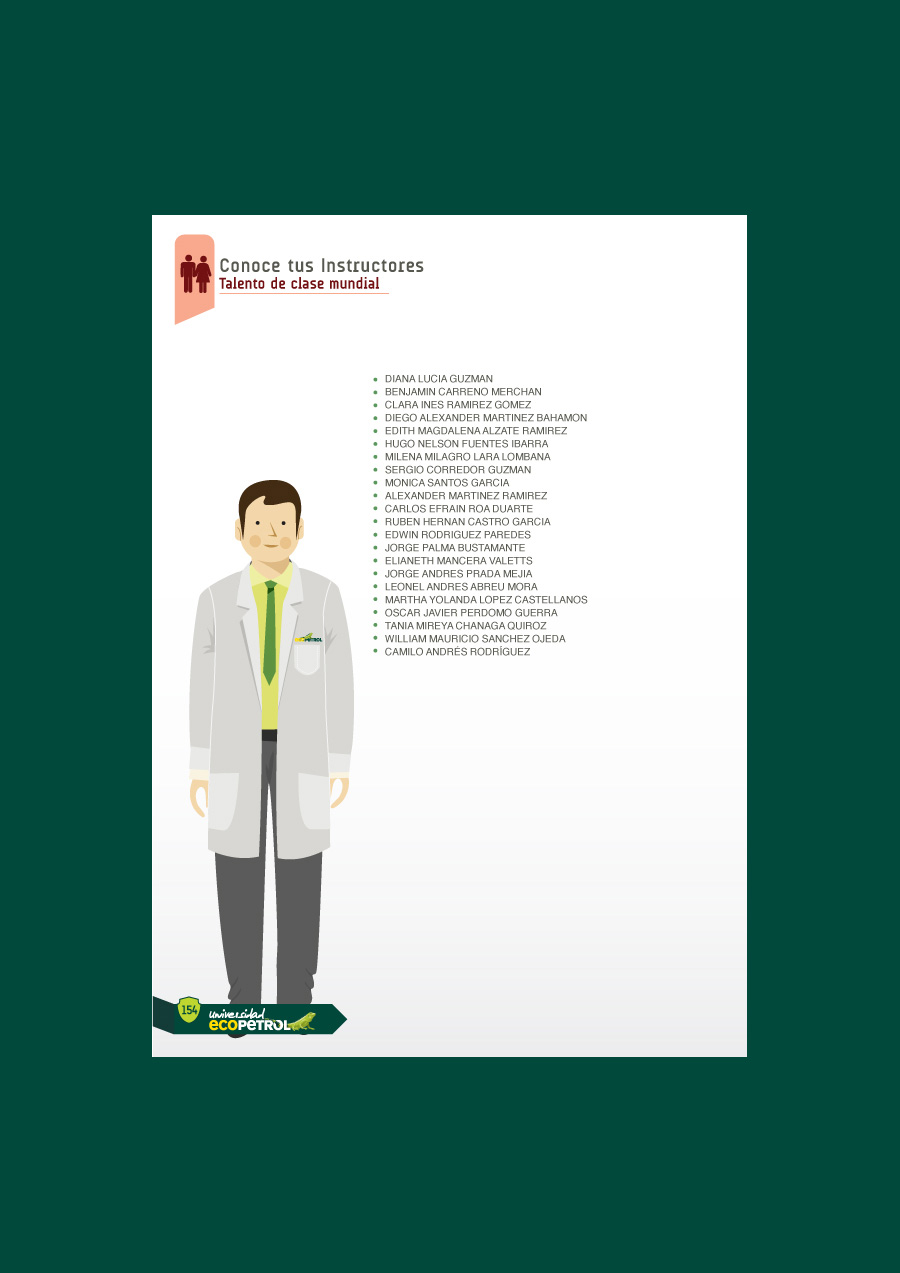 Conoce tus Instructores
Talento de clase mundial
DIANA LUCIA GUZMAN
BENJAMIN CARRENO MERCHAN
CLARA INES RAMIREZ GOMEZ
DIEGO ALEXANDER MARTINEZ BAHAMON
EDITH MAGDALENA ALZATE RAMIREZ
HUGO NELSON FUENTES IBARRA
MILENA MILAGRO LARA LOMBANA
SERGIO CORREDOR GUZMAN
MONICA SANTOS GARCIA
ALEXANDER MARTINEZ RAMIREZ
CARLOS EFRAIN ROA DUARTE
RUBEN HERNAN CASTRO GARCIA
EDWIN RODRIGUEZ PAREDES
JORGE PALMA BUSTAMANTE
ELIANETH MANCERA VALETTS
JORGE ANDRES PRADA MEJIA
LEONEL ANDRES ABREU MORA
MARTHA YOLANDA LOPEZ CASTELLANOS
OSCAR JAVIER PERDOMO GUERRA
TANIA MIREYA CHANAGA QUIROZ
WILLIAM MAURICIO SANCHEZ OJEDA
CAMILO ANDRÉS RODRÍGUEZ
ECOPETROL
154
universidad
ECOPETROL